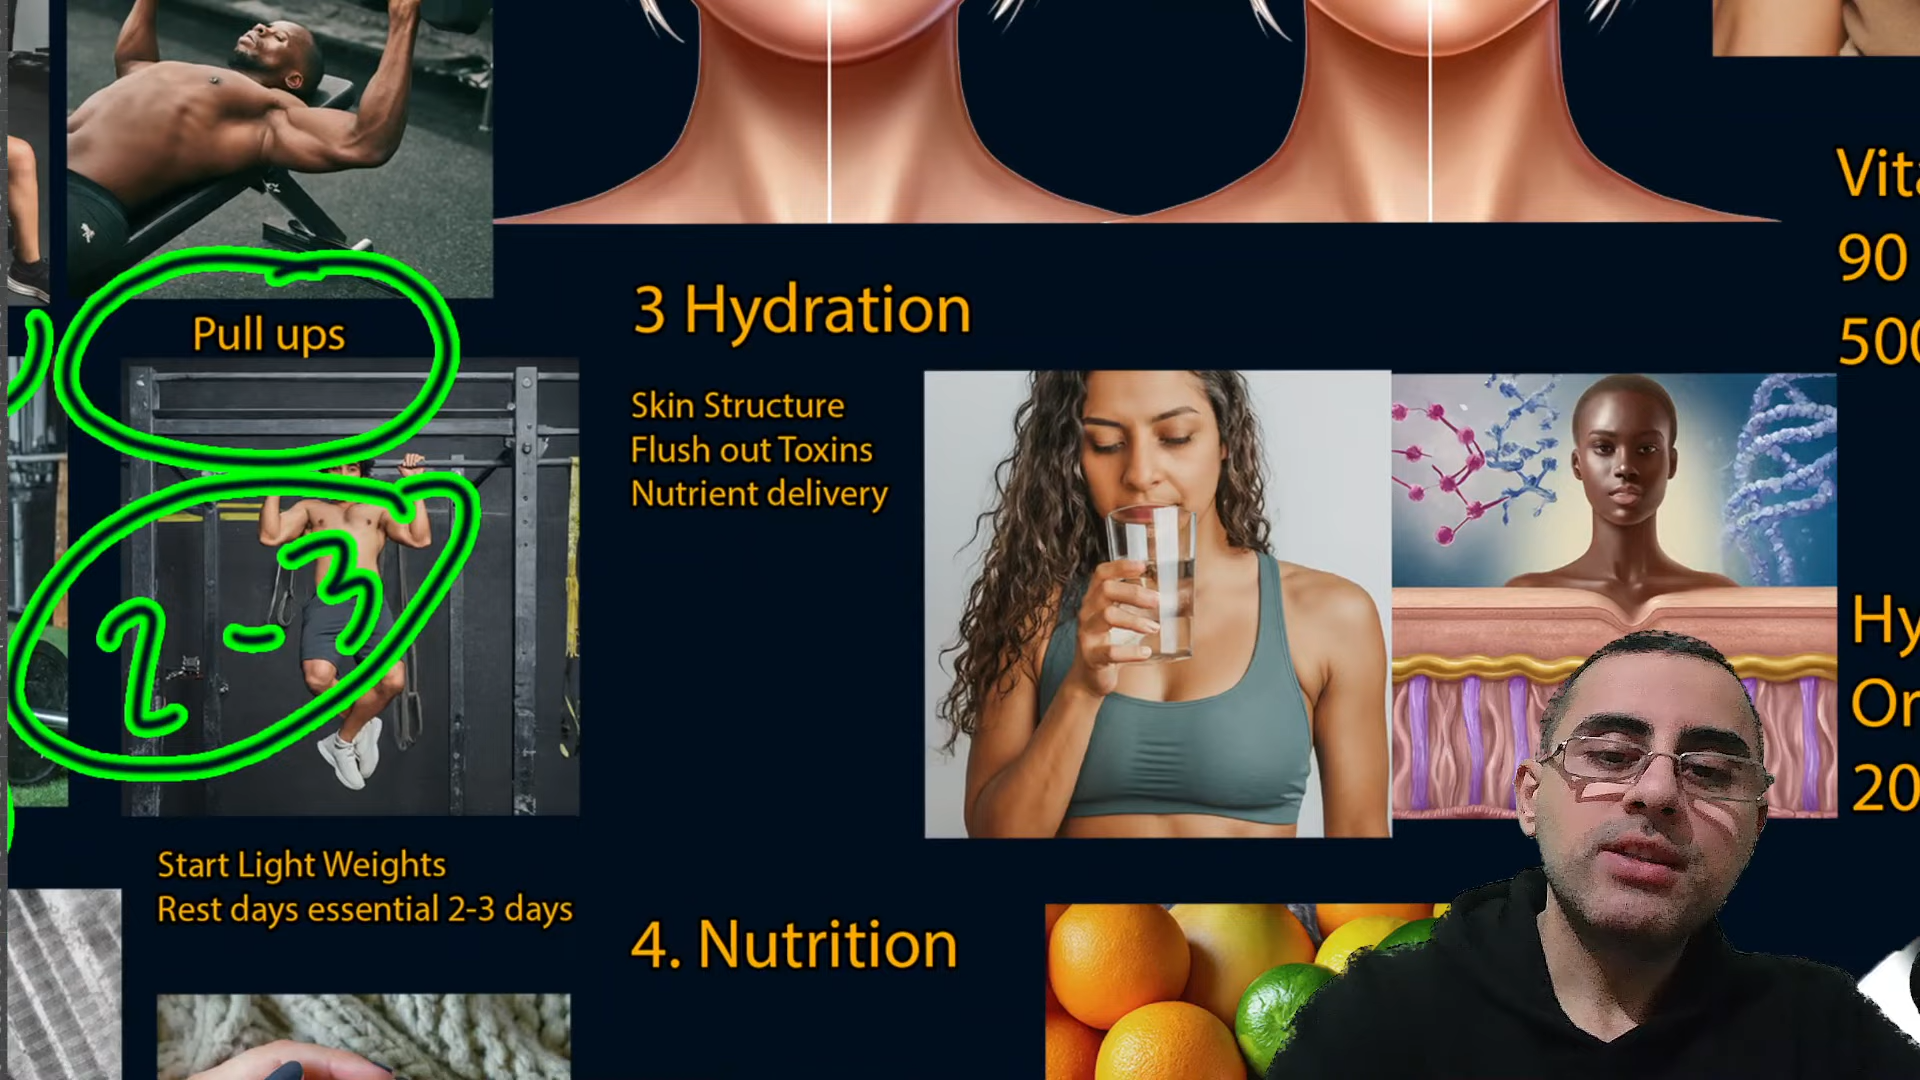 Pull ups
2-3
Start Light Weights
Rest days essential 2-3 days
3 Hydration
Skin Structure
Flush out Toxins
Nutrient delivery
4. Nutrition
90